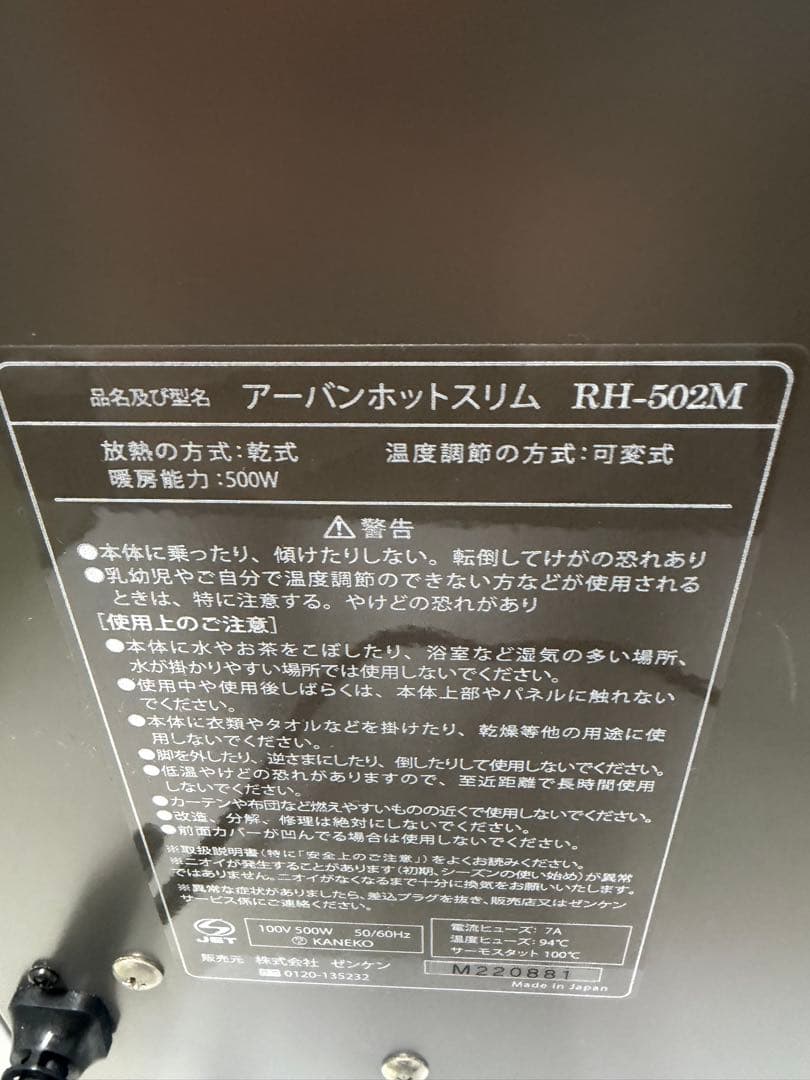 品名及び型名 アーバンホットスリム RH-502M
放熱の方式:乾式 温度調節の方式:可変式
暖房能力:500W
⚠警告
●本体に乗ったり、傾けたりしない。転倒してけがの恐れあり
●乳幼児やご自分で温度調節のできない方などが使用される
ときは、特に注意する。やけどの恐れがあり
[使用上のご注意]
●本体に水やお茶をこぼしたり、浴室など湿気の多い場所、
水が掛かりやすい場所では使用しないでください。
●使用中や使用後しばらくは、本体上部やパネルに触れない
でください。
●本体に衣類やタオルなどを掛けたり、乾燥等他の用途に使
用しないでください。
●脚を外したり、逆さまにしたり、倒したりして使用しないでください。
●低温やけどの恐れがありますので、至近距離で長時間使用
しないでください。
●カーテンや布団など燃えやすいものの近くで使用しないでください。
●改造、分解、修理は絶対にしないでください。
●前面カバーが凹んでる場合は使用しないでください。
※取扱説明書(特に「安全上のご注意」)をよくお読みください。
※ニオイが発生することがあります(初期、シーズンの使い始め)が異常
ではありません。ニオイがなくなるまで十分に換気をお願いいたします。
※異常な症状がありましたら、差込プラグを抜き、販売店又はゼンケン
サービス係にご連絡ください。
JET
100V 500W 50/60Hz
KANEKO
電流ヒューズ: 7A
温度ヒューズ: 94℃
サーモスタット 100℃
販売元 株式会社 ゼンケン
0120-135232
M220881
Made in Japan